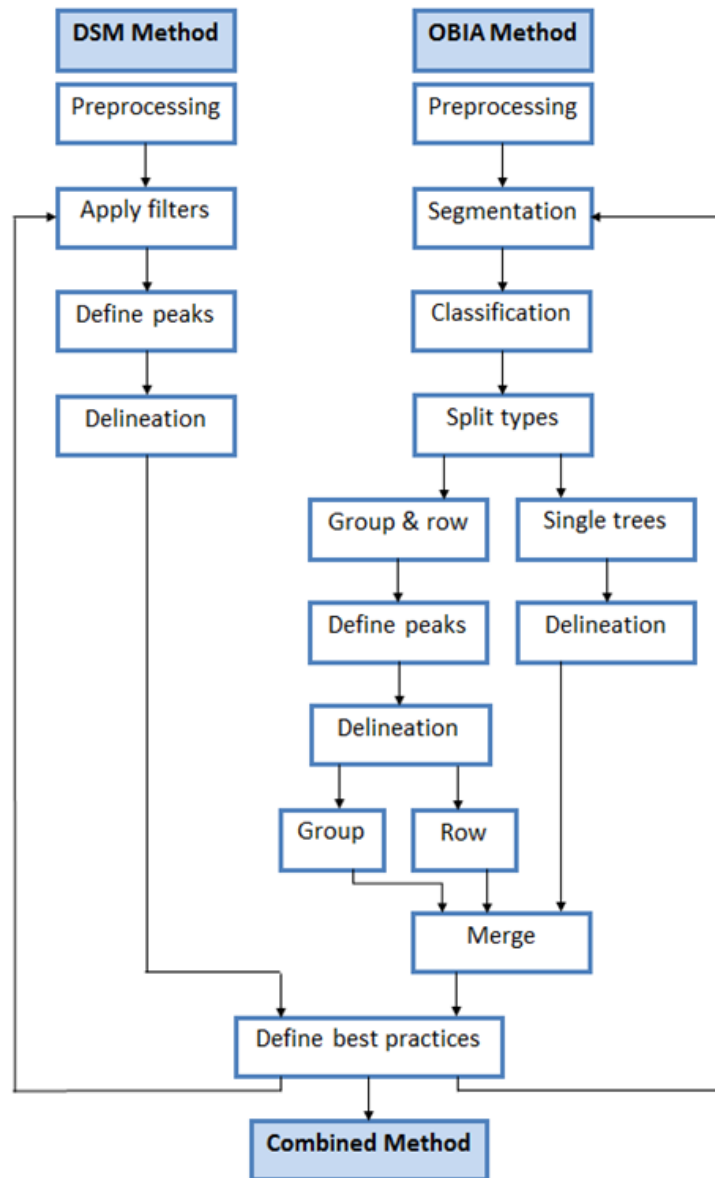 DSM Method
OBIA Method
Preprocessing
Preprocessing
Apply filters
Segmentation
Define peaks
Classification
Delineation
Split types
Group & row
Single trees
Define peaks
Delineation
Delineation
Group
Row
Merge
Define best practices
Combined Method